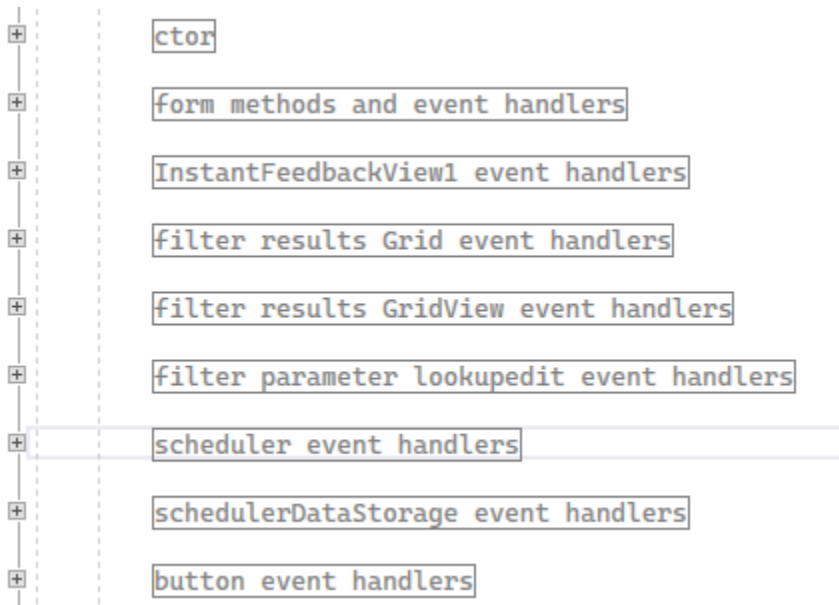 ctor
form methods and event handlers
InstantFeedbackView1 event handlers
filter results Grid event handlers
filter results GridView event handlers
filter parameter lookupedit event handlers
scheduler event handlers
schedulerDataStorage event handlers
button event handlers